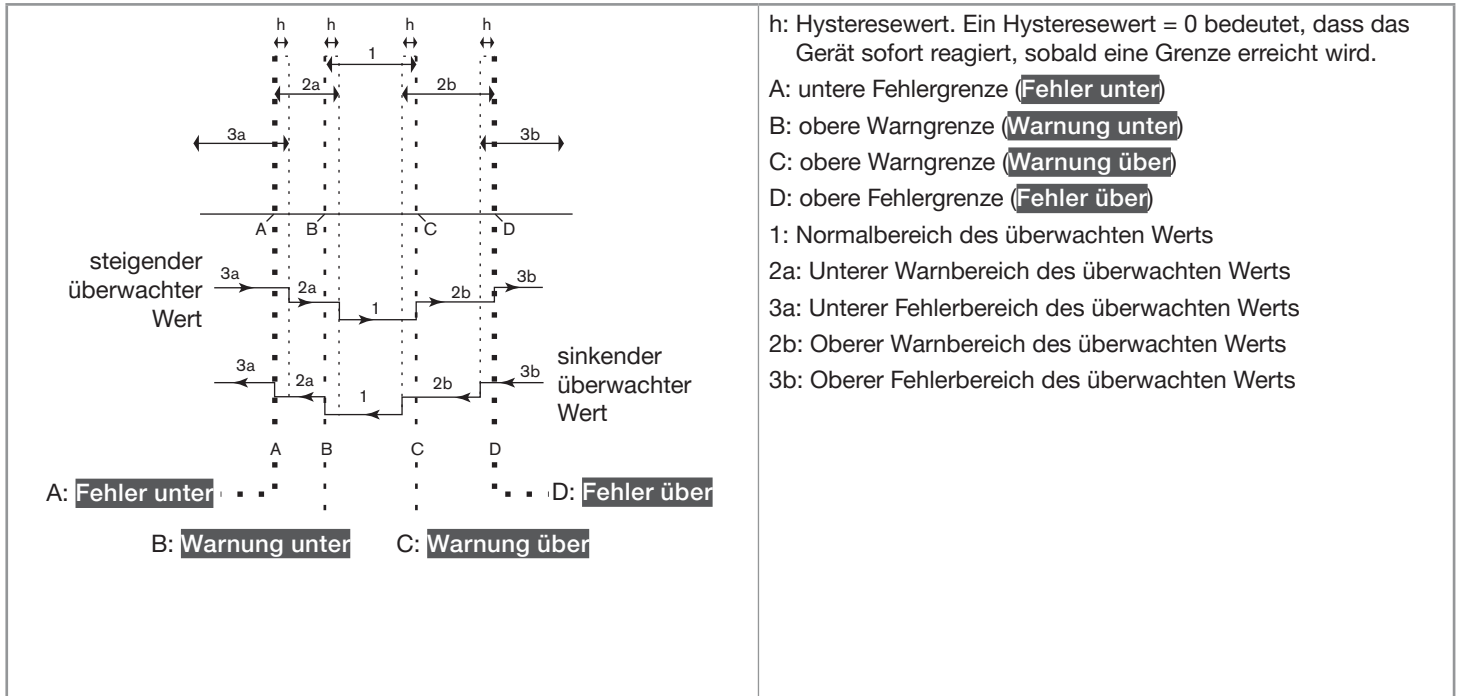 h h h h
1
2a 2b
3a 3b
A B C D
steigender
überwachter
Wert
3a 2a 1 2b 3b
sinkender
überwachter
Wert
3a 2a 1 2b 3b
A B C D
A: Fehler unter D: Fehler über
B: Warnung unter C: Warnung über
h: Hysteresewert. Ein Hysteresewert = 0 bedeutet, dass das
Gerät sofort reagiert, sobald eine Grenze erreicht wird.
A: untere Fehlergrenze (Fehler unter)
B: obere Warngrenze (Warnung unter)
C: obere Warngrenze (Warnung über)
D: obere Fehlergrenze (Fehler über)
1: Normalbereich des überwachten Werts
2a: Unterer Warnbereich des überwachten Werts
3a: Unterer Fehlerbereich des überwachten Werts
2b: Oberer Warnbereich des überwachten Werts
3b: Oberer Fehlerbereich des überwachten Werts